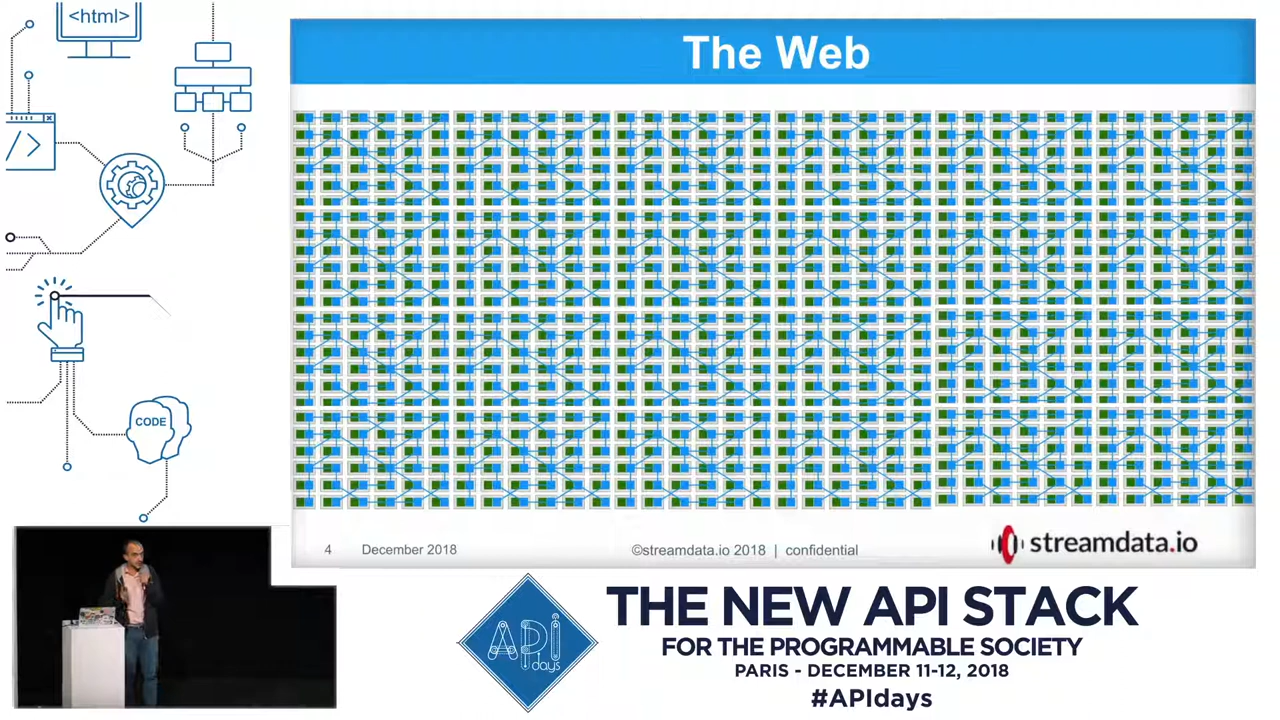 <html>
The Web
</>
CODE
4 December 2018 ©streamdata.io 2018 | confidential
streamdata.io
API
days
THE NEW API STACK
FOR THE PROGRAMMABLE SOCIETY
PARIS - DECEMBER 11-12, 2018
#APIdays